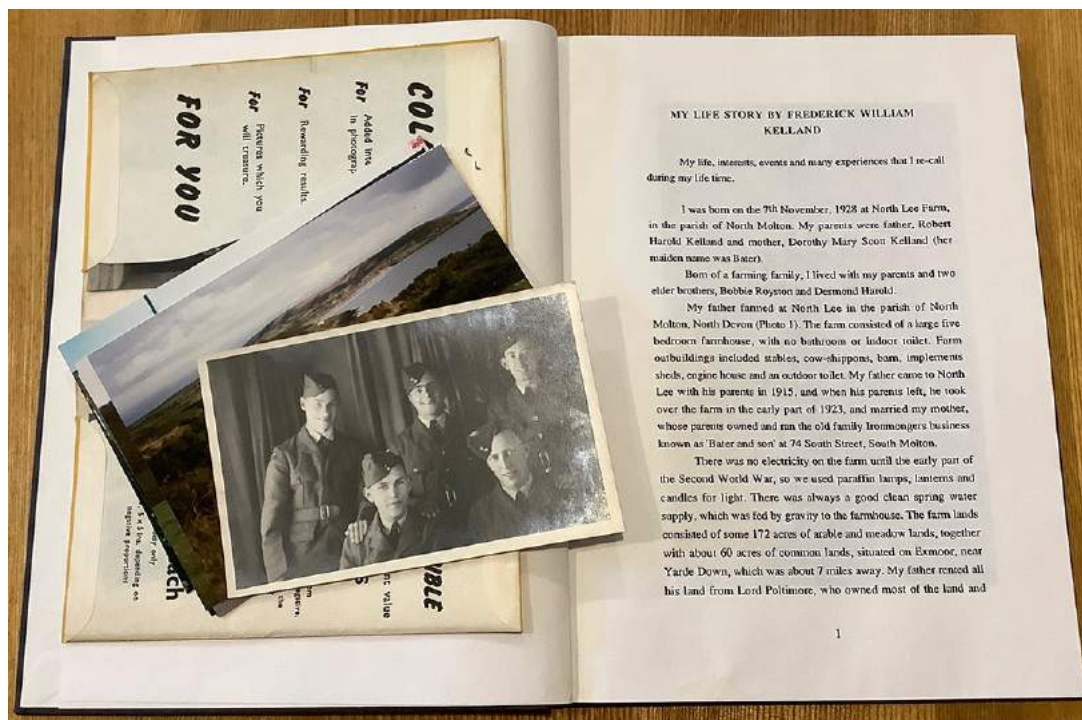 COL
For Added inte
in photograp
For Rewarding results.
For Pictures which you
will treasure.
FOR YOU
UBLE
value
the
5 x 5 ins. depending on
negative proportions
ach
MY LIFE STORY BY FREDERICK WILLIAM
KELLAND
My life, interests, events and many experiences that I re-call
during my life time.
I was born on the 7th November, 1928 at North Lee Farm,
in the parish of North Molton. My parents were father, Robert
Harold Kelland and mother, Dorothy Mary Scott Kelland (her
maiden name was Bater).
Born of a farming family, I lived with my parents and two
elder brothers, Bobbie Royston and Desmond Harold.
My father farmed at North Lee in the parish of North
Molton, North Devon (Photo 1). The farm consisted of a large five
bedroom farmhouse, with no bathroom or indoor toilet. Farm
outbuildings included stables, cow-shippons, barn, implements
sheds, engine house and an outdoor toilet. My father came to North
Lee with his parents in 1915, and when his parents left, he took
over the farm in the early part of 1923, and married my mother,
whose parents owned and ran the old family Ironmongers business
known as 'Bater and son' at 74 South Street, South Molton.
There was no electricity on the farm until the early part of
the Second World War, so we used paraffin lamps, lanterns and
candles for light. There was always a good clean spring water
supply, which was fed by gravity to the farmhouse. The farm lands
consisted of some 172 acres of arable and meadow lands, together
with about 60 acres of common lands, situated on Exmoor, near
Yarde Down, which was about 7 miles away. My father rented all
his land from Lord Poltimore, who owned most of the land and
1